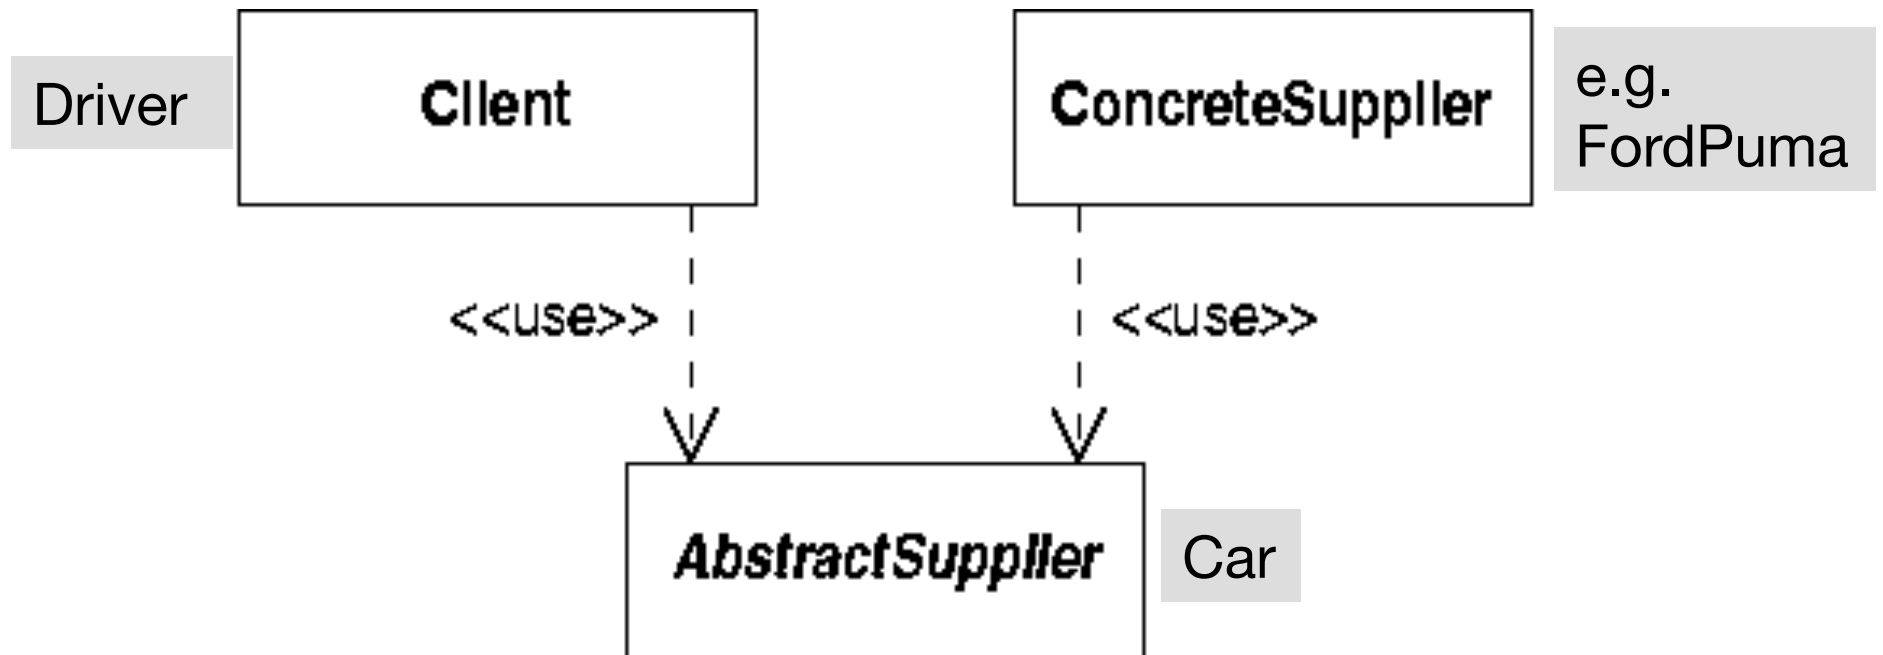 Driver
Client
ConcreteSupplier
e.g.
FordPuma
<<use>>
<<use>>
AbstractSupplier
Car